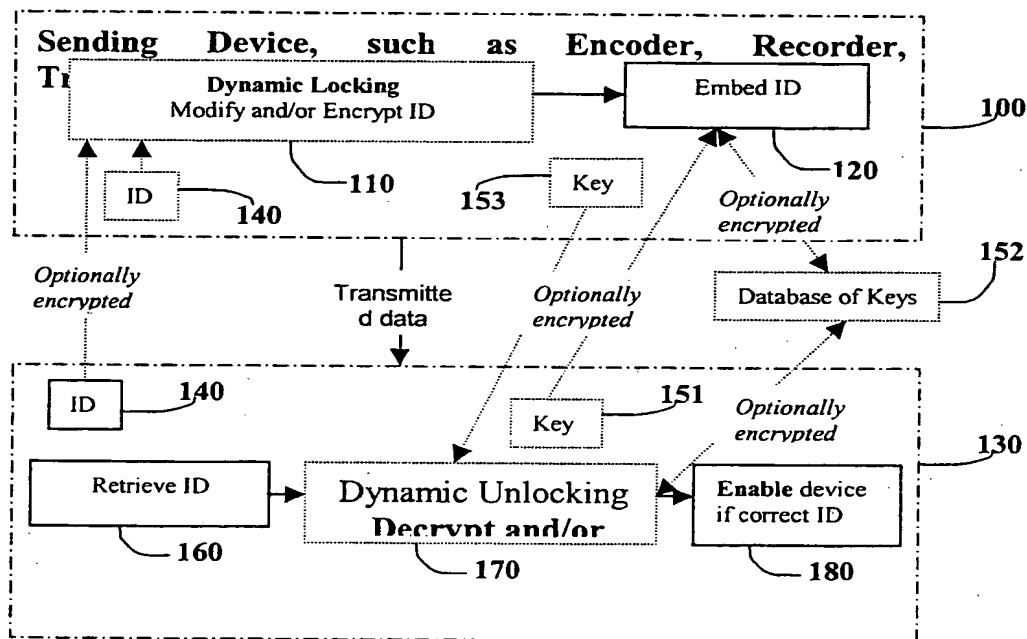 Sending Device, such as Encoder, Recorder,
Dynamic Locking
Modify and/or Encrypt ID
Embed ID
100
110
120
ID
140
153
Key
Optionally
encrypted
152
Optionally
encrypted
Transmitte
d data
Optionally
encrypted
Database of Keys
ID
140
Key
151
Optionally
encrypted
130
Retrieve ID
Dynamic Unlocking
Decrypt and/or
Enable device
if correct ID
160
170
180